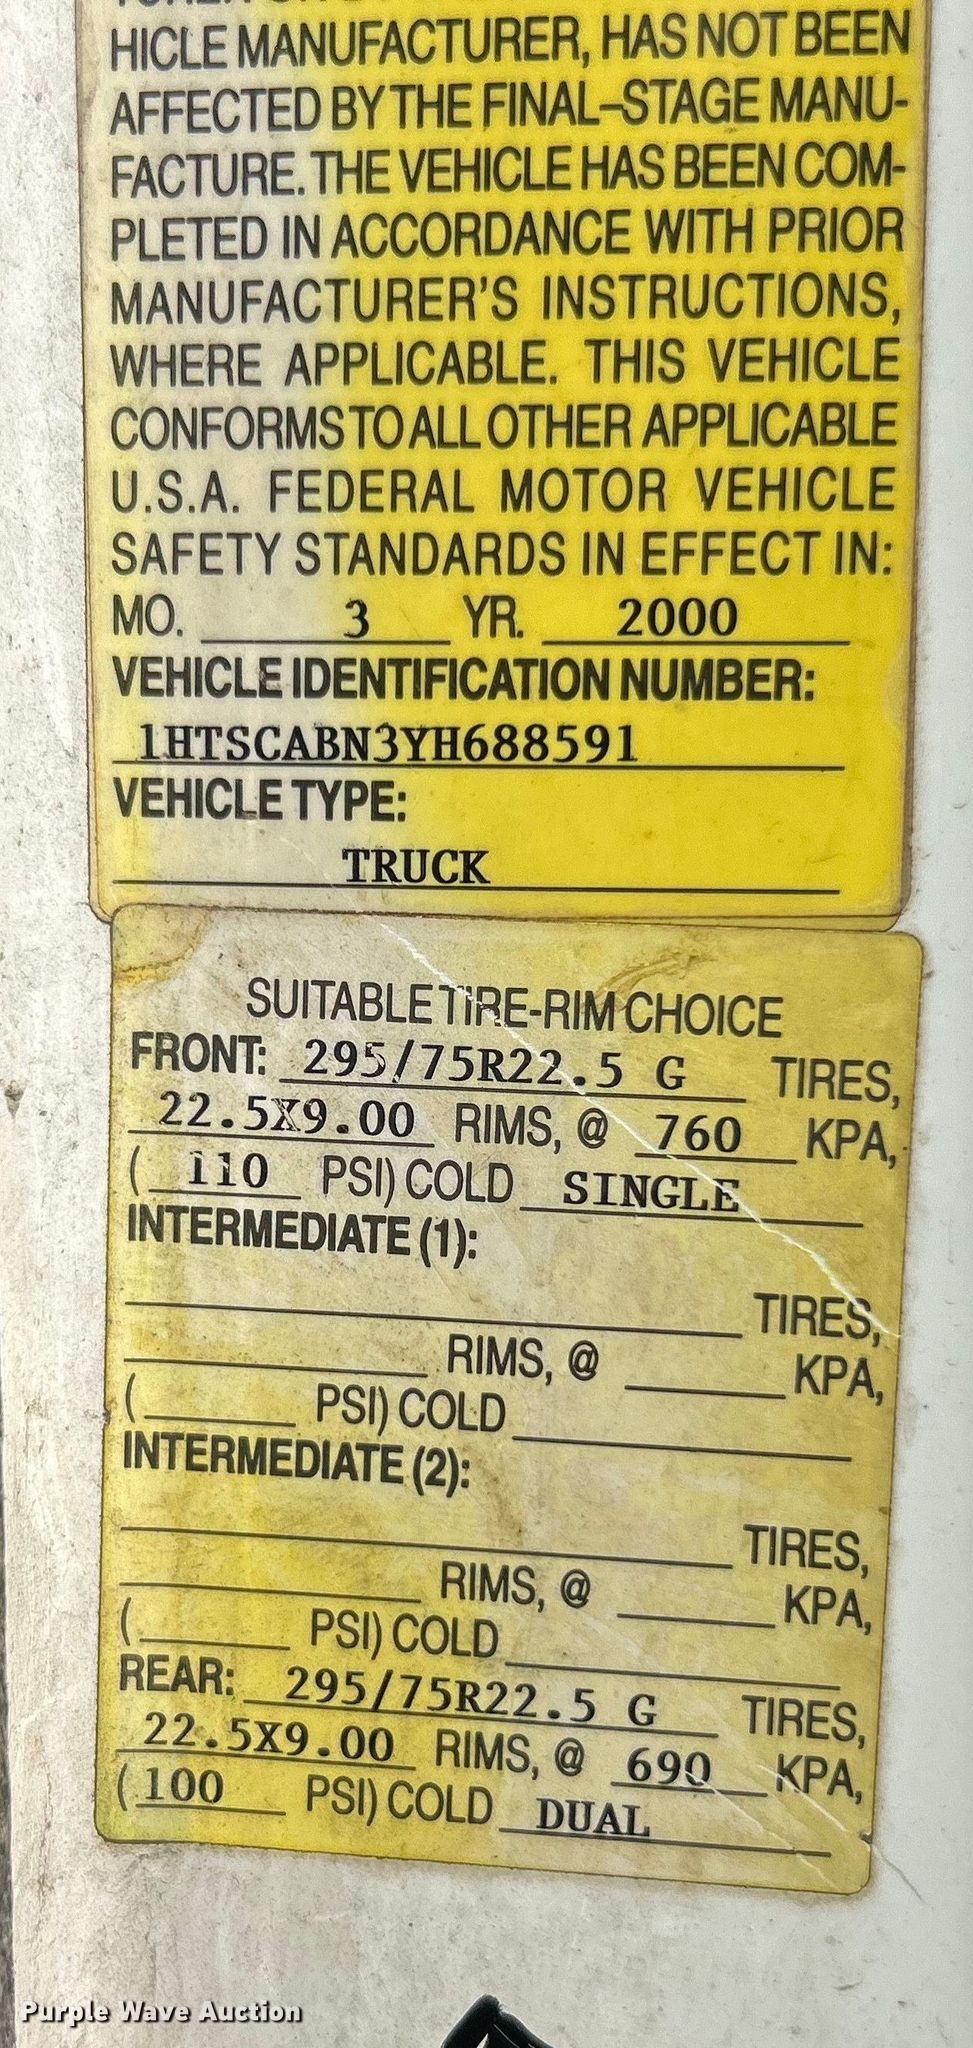 HICLE MANUFACTURER, HAS NOT BEEN
AFFECTED BY THE FINAL-STAGE MANU-
FACTURE. THE VEHICLE HAS BEEN COM-
PLETED IN ACCORDANCE WITH PRIOR
MANUFACTURER'S INSTRUCTIONS,
WHERE APPLICABLE. THIS VEHICLE
CONFORMS TO ALL OTHER APPLICABLE
U.S.A. FEDERAL MOTOR VEHICLE
SAFETY STANDARDS IN EFFECT IN:
MO. 3 YR. 2000
VEHICLE IDENTIFICATION NUMBER:
1HTSCABN3YH688591
VEHICLE TYPE:
TRUCK
SUITABLE TIRE-RIM CHOICE
FRONT: 295/75R22.5 G TIRES,
22.5X9.00 RIMS, @ 760 KPA,
( 110 PSI) COLD SINGLE
INTERMEDIATE (1):
TIRES,
RIMS, @ KPA,
( PSI) COLD
INTERMEDIATE (2):
TIRES,
RIMS, @ KPA,
( PSI) COLD
REAR: 295/75R22.5 G TIRES,
22.5X9.00 RIMS, @ 690 KPA,
(100 PSI) COLD DUAL
Purple Wave Auction